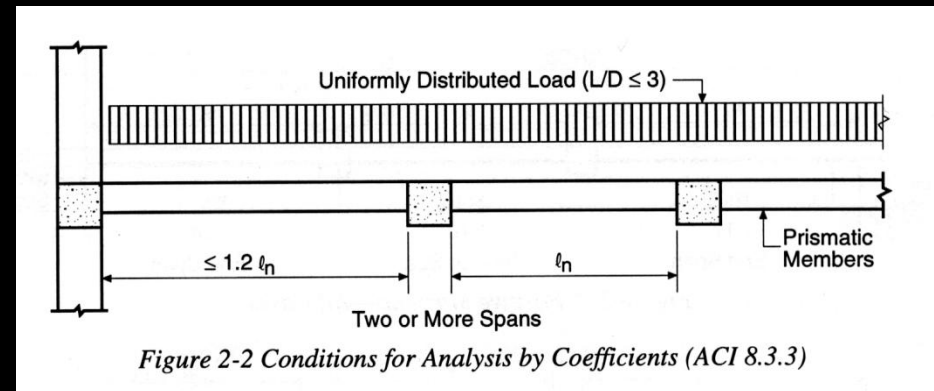 Uniformly Distributed Load (L/D ≤ 3)
Prismatic
Members
≤ 1.2 ℓn
ℓn
Two or More Spans
Figure 2-2 Conditions for Analysis by Coefficients (ACI 8.3.3)